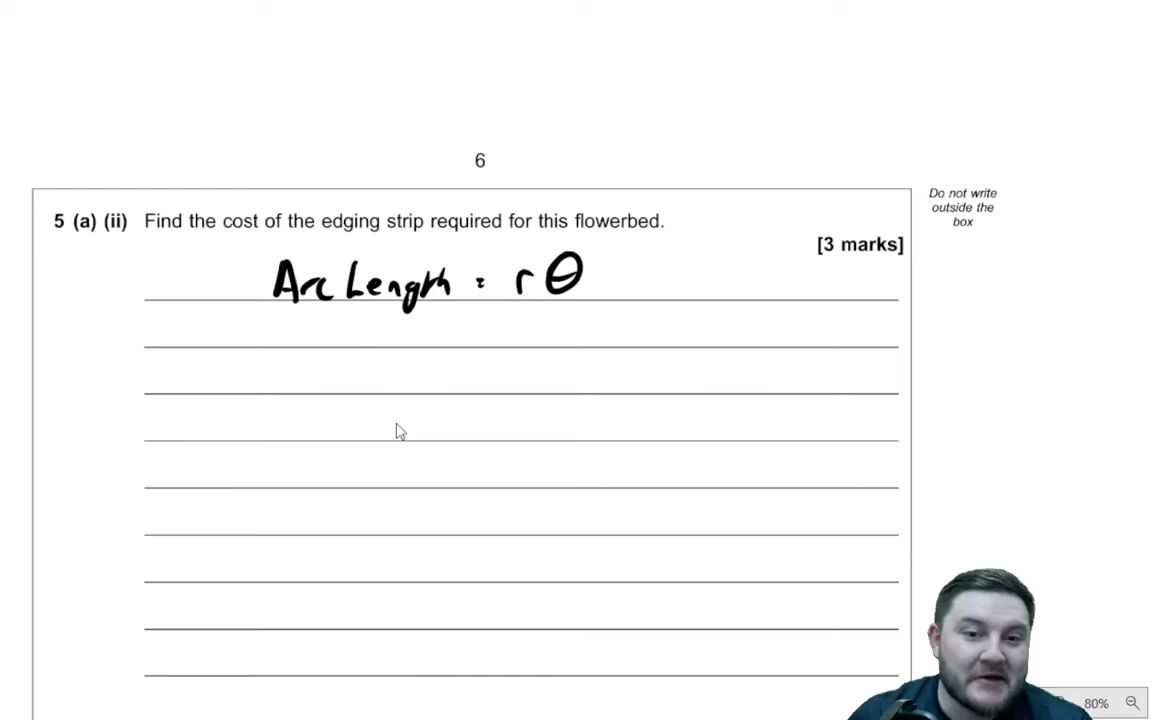 6
Do not write
outside the
box
5 (a) (ii) Find the cost of the edging strip required for this flowerbed.
[3 marks]
Arc Length = rθ
80%